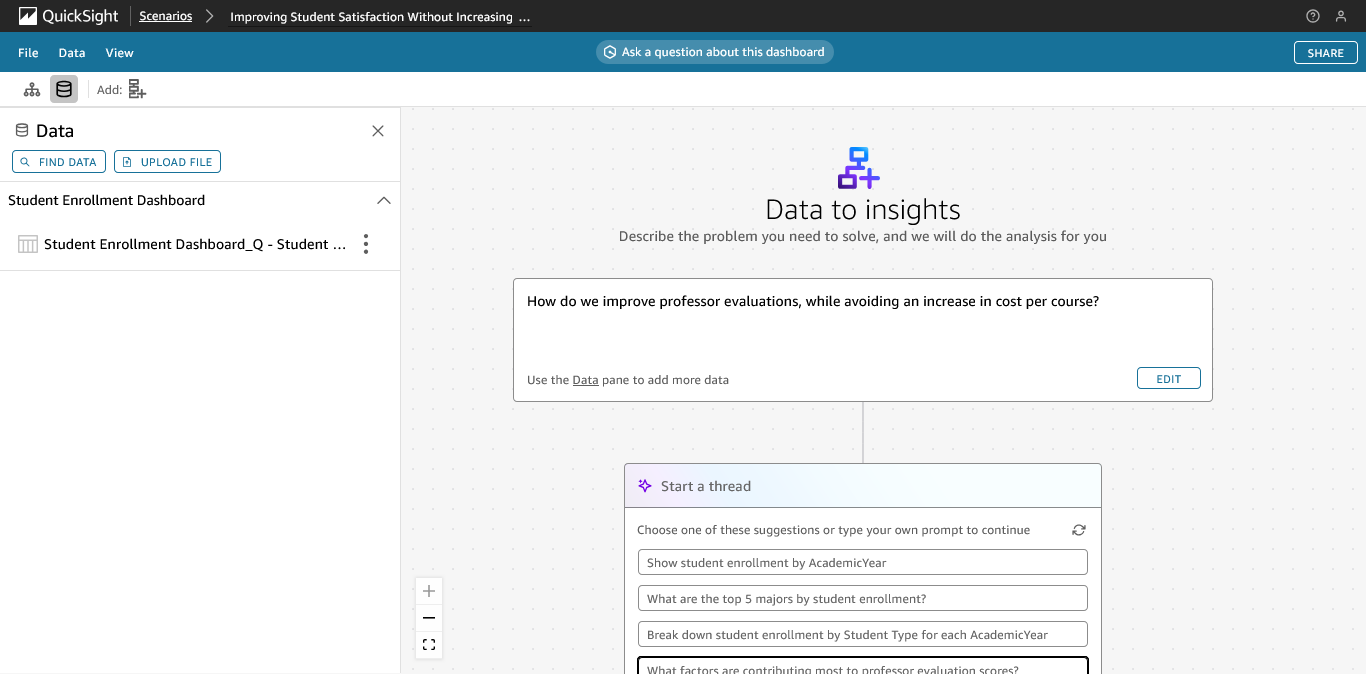 QuickSight
Scenarios
Improving Student Satisfaction Without Increasing ...
File
Data
View
Ask a question about this dashboard
SHARE
Add:
Data
FIND DATA
UPLOAD FILE
Student Enrollment Dashboard
Student Enrollment Dashboard_Q - Student ...
Data to insights
Describe the problem you need to solve, and we will do the analysis for you
How do we improve professor evaluations, while avoiding an increase in cost per course?
Use the Data pane to add more data
EDIT
Start a thread
Choose one of these suggestions or type your own prompt to continue
Show student enrollment by AcademicYear
What are the top 5 majors by student enrollment?
Break down student enrollment by Student Type for each AcademicYear
What factors are contributing most to professor evaluation scores?